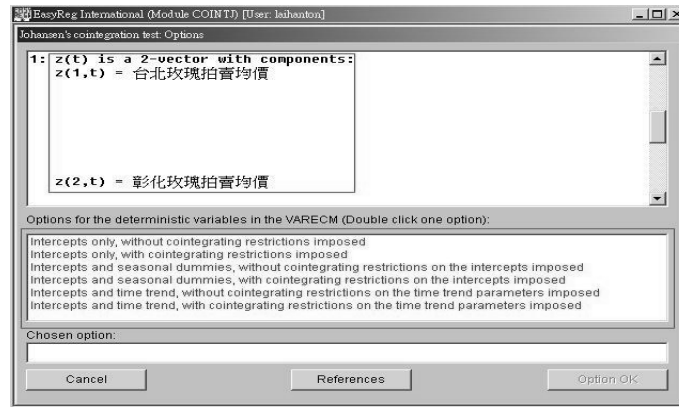 EasyReg International (Module COINTJ) [User: laihanton]
Johansen's cointegration test: Options
1: z(t) is a 2-vector with components:
z(1,t) = 台北玫瑰拍賣均價
z(2,t) = 彰化玫瑰拍賣均價
Options for the deterministic variables in the VARECM (Double click one option):
Intercepts only, without cointegrating restrictions imposed
Intercepts only, with cointegrating restrictions imposed
Intercepts and seasonal dummies, without cointegrating restrictions on the intercepts imposed
Intercepts and seasonal dummies, with cointegrating restrictions on the intercepts imposed
Intercepts and time trend, without cointegrating restrictions on the time trend parameters imposed
Intercepts and time trend, with cointegrating restrictions on the time trend parameters imposed
Chosen option:
Cancel References Option OK